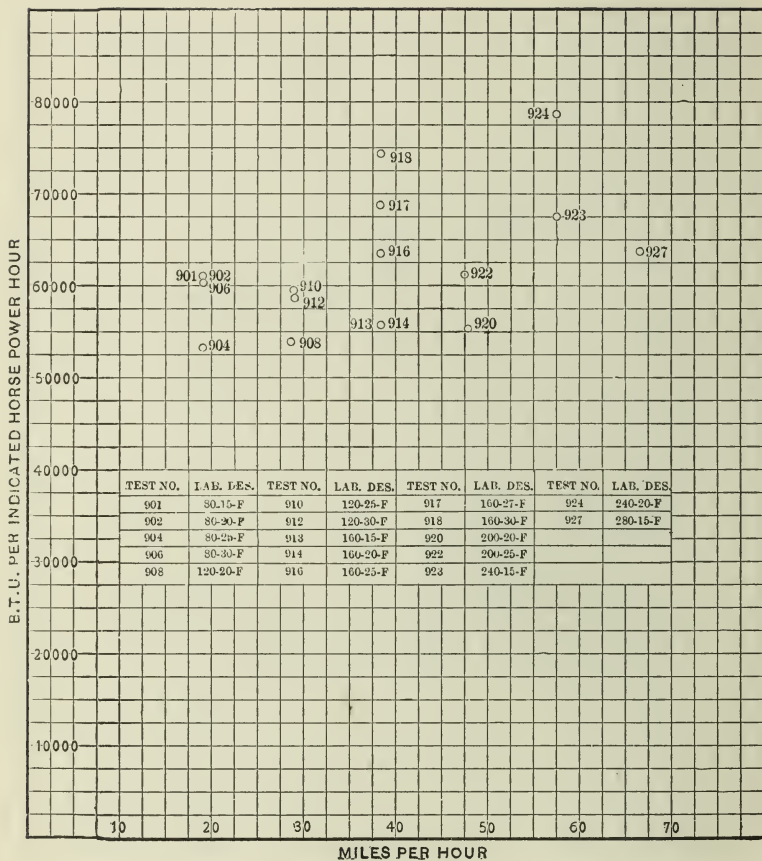 B.T.U. PER INDICATED HORSE POWER HOUR
80000
70000
60000
50000
40000
30000
20000
10000
924
918
917
923
916
927
901 902
906
922
910
912
913 914
920
908
904
TEST NO. LAB. DES. TEST NO. LAB. DES. TEST NO. LAB. DES. TEST NO. LAB. DES.
901 80-15-F 910 120-25-F 917 160-27-F 924 240-20-F
902 80-20-F 912 120-30-F 918 160-30-F 927 280-15-F
904 80-25-F 913 160-15-F 920 200-20-F
906 80-30-F 914 160-20-F 922 200-25-F
908 120-20-F 916 160-25-F 923 240-15-F
10 20 30 40 50 60 70
MILES PER HOUR